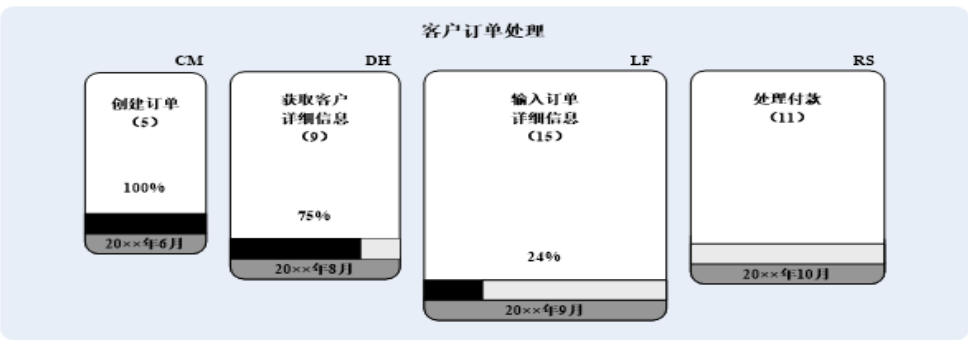 客户订单处理
CM
创建订单
（5）
100%
20××年6月
DH
获取客户
详细信息
（9）
75%
20××年8月
LF
输入订单
详细信息
（15）
24%
20××年9月
RS
处理付款
（11）
20××年10月